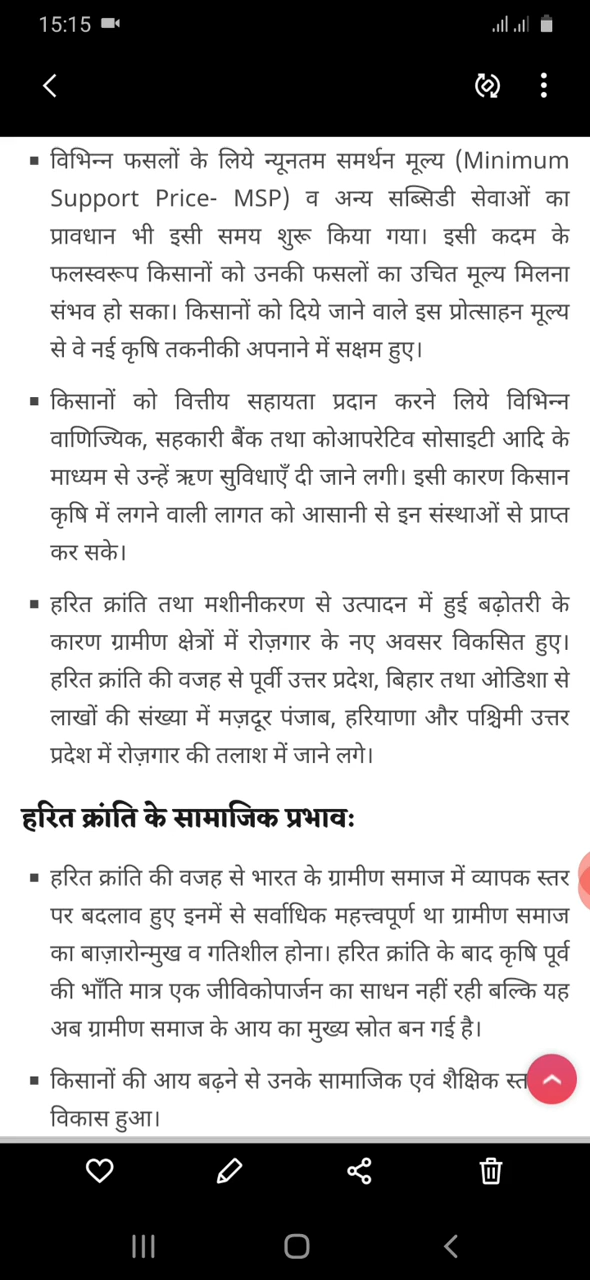 15:15
▪ विभिन्न फसलों के लिये न्यूनतम समर्थन मूल्य (Minimum
Support Price- MSP) व अन्य सब्सिडी सेवाओं का
प्रावधान भी इसी समय शुरू किया गया। इसी कदम के
फलस्वरूप किसानों को उनकी फसलों का उचित मूल्य मिलना
संभव हो सका। किसानों को दिये जाने वाले इस प्रोत्साहन मूल्य
से वे नई कृषि तकनीकी अपनाने में सक्षम हुए।
▪ किसानों को वित्तीय सहायता प्रदान करने लिये विभिन्न
वाणिज्यिक, सहकारी बैंक तथा कोआपरेटिव सोसाइटी आदि के
माध्यम से उन्हें ऋण सुविधाएँ दी जाने लगी। इसी कारण किसान
कृषि में लगने वाली लागत को आसानी से इन संस्थाओं से प्राप्त
कर सके।
▪ हरित क्रांति तथा मशीनीकरण से उत्पादन में हुई बढ़ोतरी के
कारण ग्रामीण क्षेत्रों में रोज़गार के नए अवसर विकसित हुए।
हरित क्रांति की वजह से पूर्वी उत्तर प्रदेश, बिहार तथा ओडिशा से
लाखों की संख्या में मज़दूर पंजाब, हरियाणा और पश्चिमी उत्तर
प्रदेश में रोज़गार की तलाश में जाने लगे।
हरित क्रांति के सामाजिक प्रभाव:
▪ हरित क्रांति की वजह से भारत के ग्रामीण समाज में व्यापक स्तर
पर बदलाव हुए इनमें से सर्वाधिक महत्त्वपूर्ण था ग्रामीण समाज
का बाज़ारोन्मुख व गतिशील होना। हरित क्रांति के बाद कृषि पूर्व
की भाँति मात्र एक जीविकोपार्जन का साधन नहीं रही बल्कि यह
अब ग्रामीण समाज के आय का मुख्य स्रोत बन गई है।
▪ किसानों की आय बढ़ने से उनके सामाजिक एवं शैक्षिक
विकास हुआ।